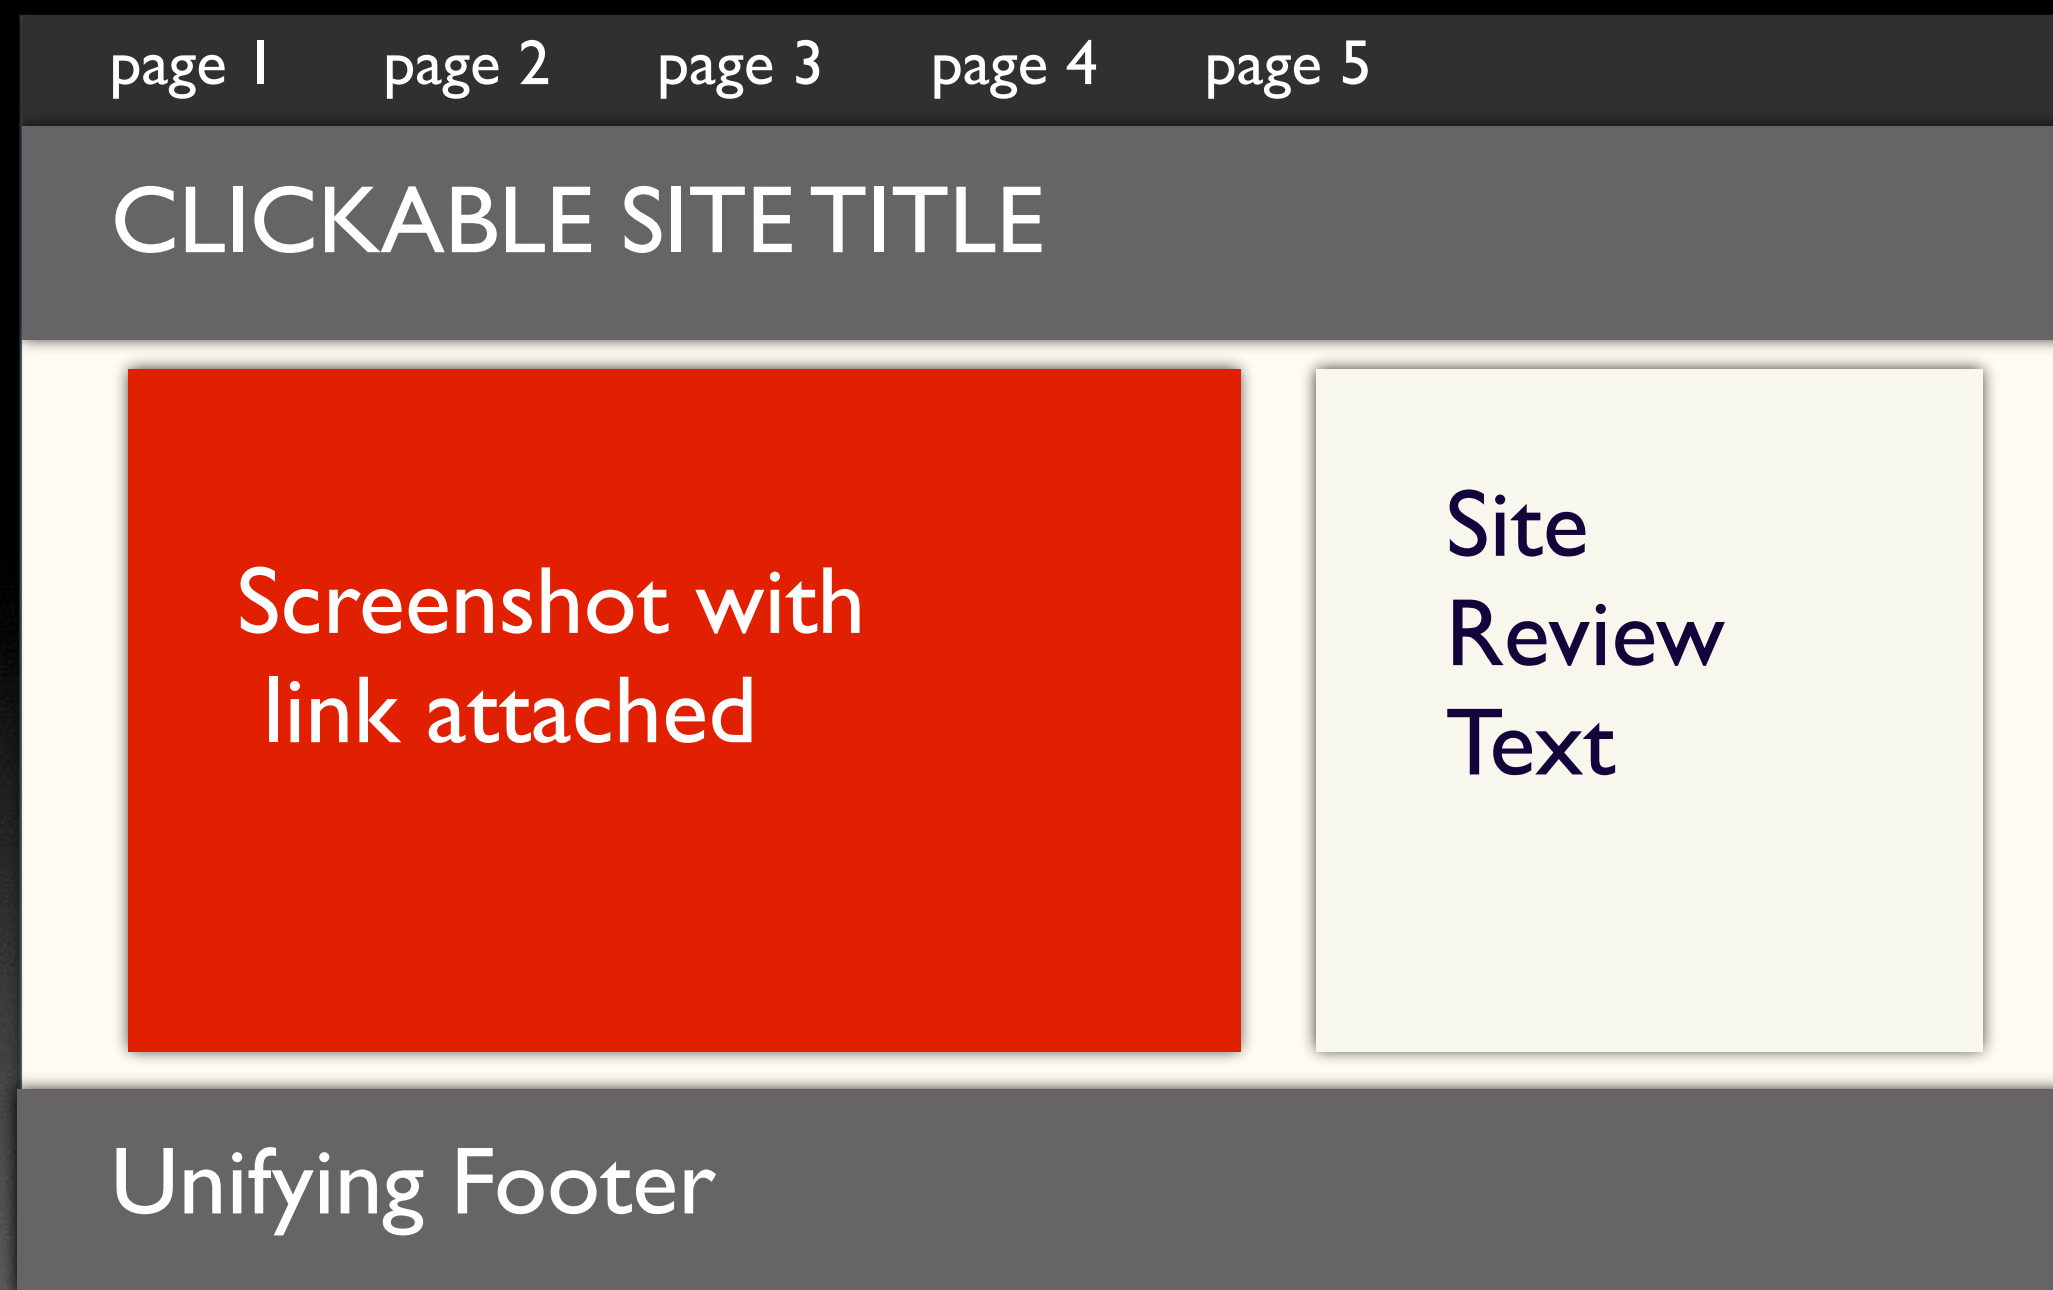 page 1 page 2 page 3 page 4 page 5
CLICKABLE SITE TITLE
Screenshot with
link attached
Site
Review
Text
Unifying Footer